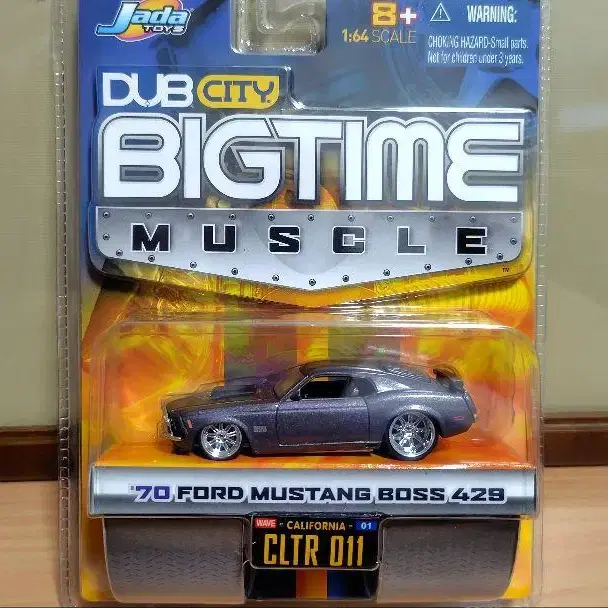 Jada
TOYS
8+
1:64 SCALE
WARNING:
CHOKING HAZARD-Small parts.
Not for children under 3 years.
DUB CITY
BIGTIME
MUSCLE
TM
'70 FORD MUSTANG BOSS 429
WAVE - CALIFORNIA - 01
CLTR 011